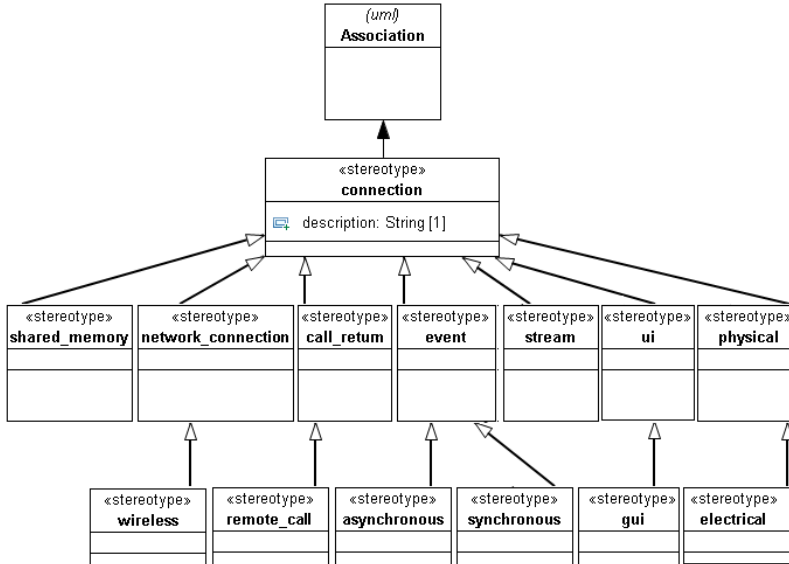 (uml)
Association
«stereotype»
connection
description: String [1]
«stereotype» «stereotype» «stereotype» «stereotype» «stereotype» «stereotype» «stereotype»
shared_memory network_connection call_return event stream ui physical
«stereotype» «stereotype» «stereotype» «stereotype» «stereotype» «stereotype»
wireless remote_call asynchronous synchronous gui electrical